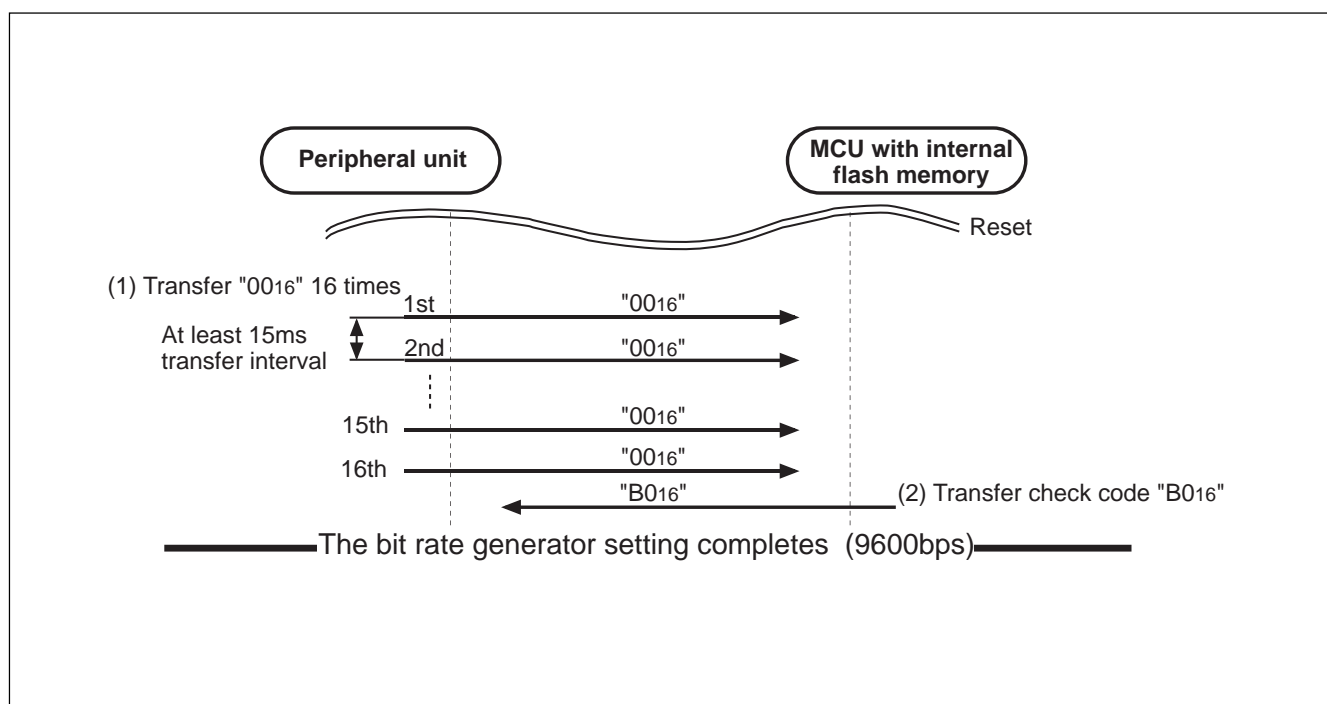 Peripheral unit
MCU with internal
flash memory
Reset
(1) Transfer "0016" 16 times
1st
"0016"
At least 15ms
transfer interval
2nd
"0016"
15th
"0016"
16th
"0016"
"B016"
(2) Transfer check code "B016"
The bit rate generator setting completes (9600bps)